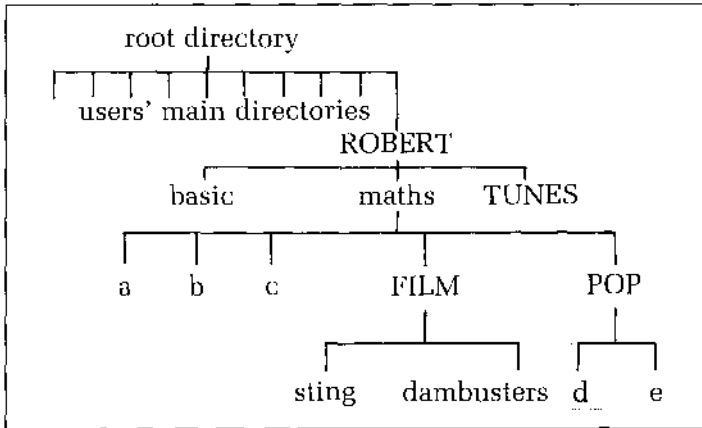 root directory
users' main directories
ROBERT
basic maths TUNES
a b c FILM POP
sting dambusters d e